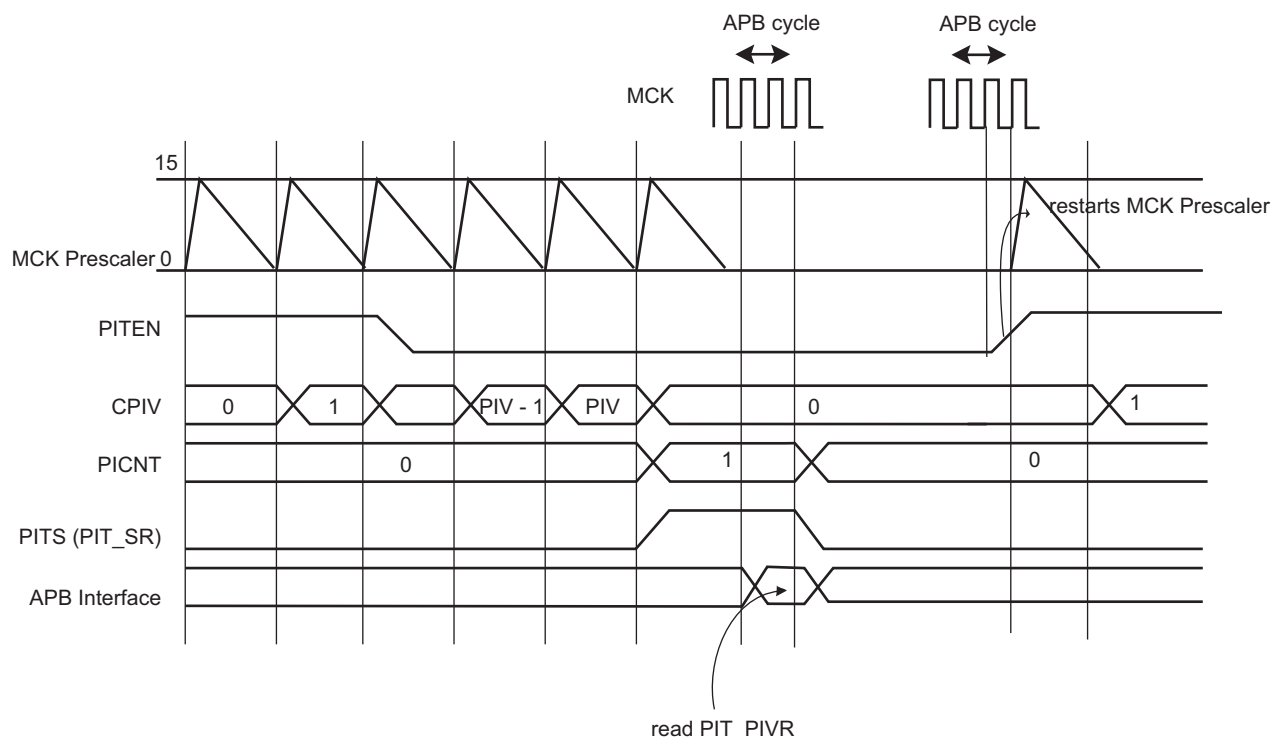 APB cycle
APB cycle
MCK
15
restarts MCK Prescaler
MCK Prescaler 0
PITEN
CPIV
0
1
PIV - 1
PIV
0
1
PICNT
0
1
0
PITS (PIT_SR)
APB Interface
read PIT_PIVR